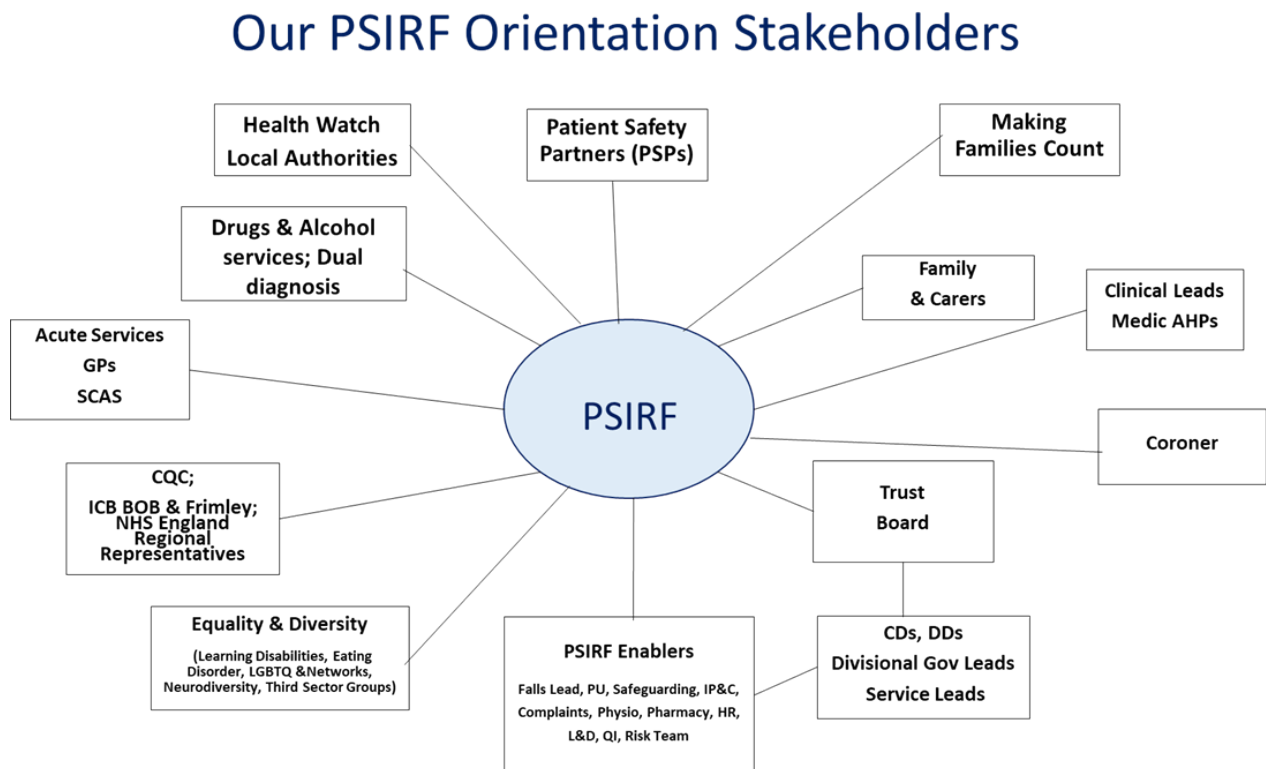 Our PSIRF Orientation Stakeholders
Health Watch
Local Authorities
Patient Safety
Partners (PSPs)
Making
Families Count
Drugs & Alcohol
services; Dual
diagnosis
Family
& Carers
Clinical Leads
Medic AHPs
Acute Services
GPs
SCAS
PSIRF
Coroner
CQC;
ICB BOB & Frimley;
NHS England
Regional
Representatives
Trust
Board
Equality & Diversity
(Learning Disabilities, Eating
Disorder, LGBTQ &Networks,
Neurodiversity, Third Sector Groups)
PSIRF Enablers
Falls Lead, PU, Safeguarding, IP&C,
Complaints, Physio, Pharmacy, HR,
L&D, QI, Risk Team
CDs, DDs
Divisional Gov Leads
Service Leads